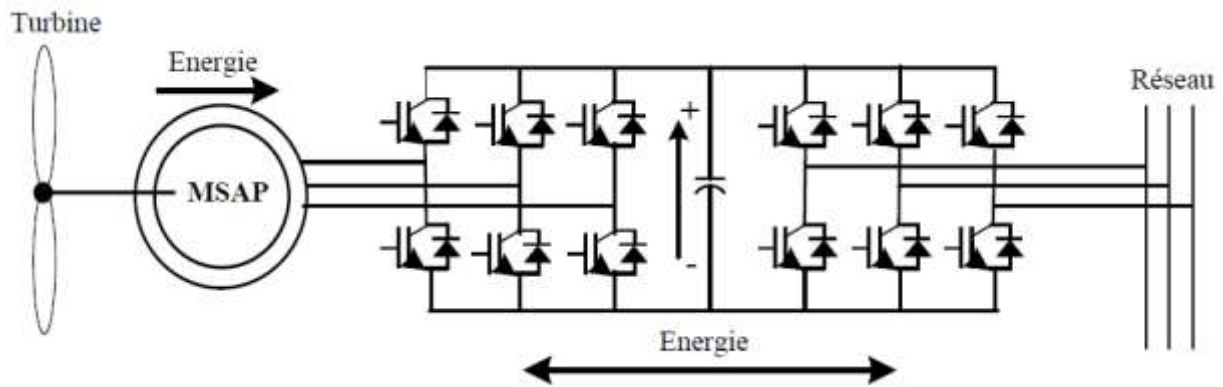 Turbine
Energie
Réseau
+
MSAP
-
Energie